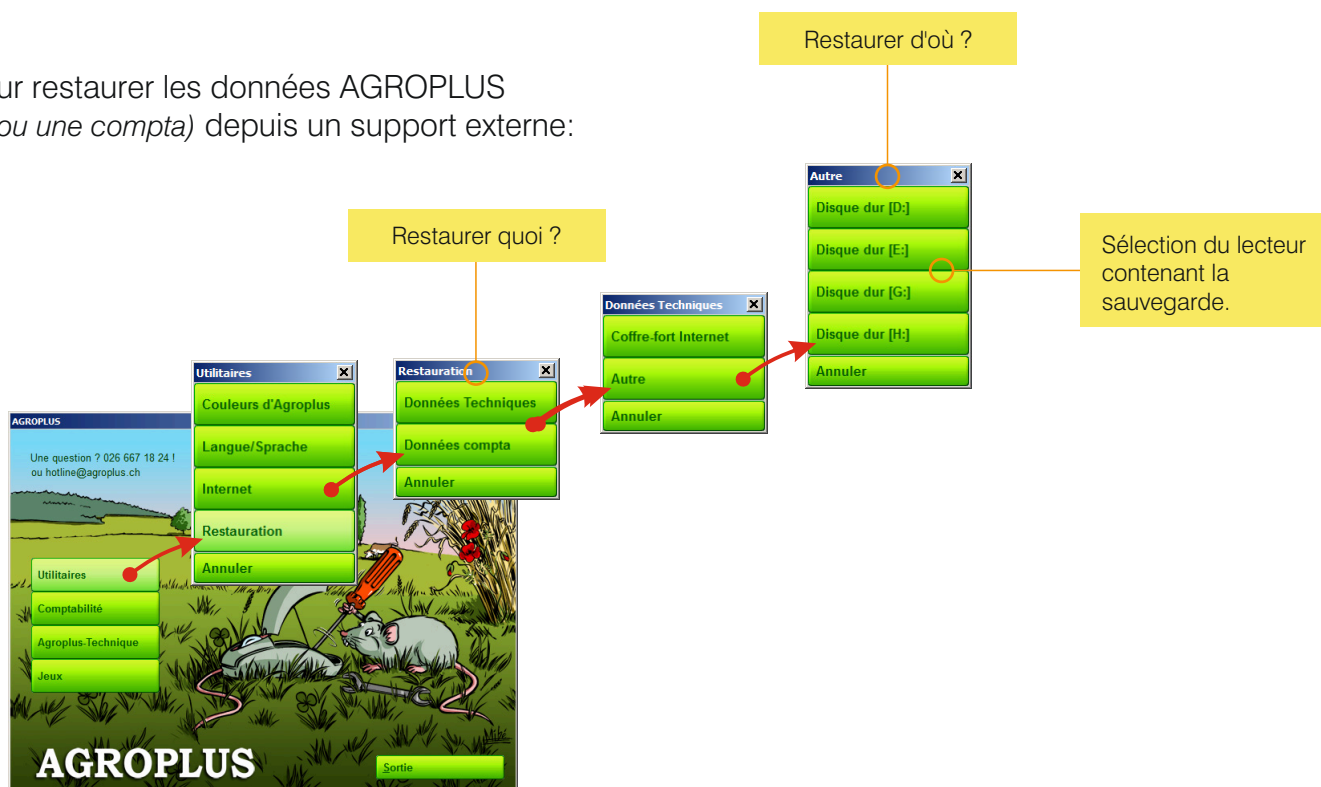 Restaurer d'où ?
ur restaurer les données AGROPLUS
ou une compta) depuis un support externe:
Autre
Disque dur [D:]
Disque dur [E:]
Disque dur [G:]
Disque dur [H:]
Annuler
Sélection du lecteur
contenant la
sauvegarde.
Restaurer quoi ?
Données Techniques
Coffre-fort Internet
Autre
Annuler
Restauration
Données Techniques
Données compta
Annuler
Utilitaires
Couleurs d'Agroplus
Langue/Sprache
Internet
Restauration
Annuler
AGROPLUS
Une question ? 026 667 18 24 !
ou hotline@agroplus.ch
Utilitaires
Comptabilité
Agroplus-Technique
Jeux
AGROPLUS
Sortie